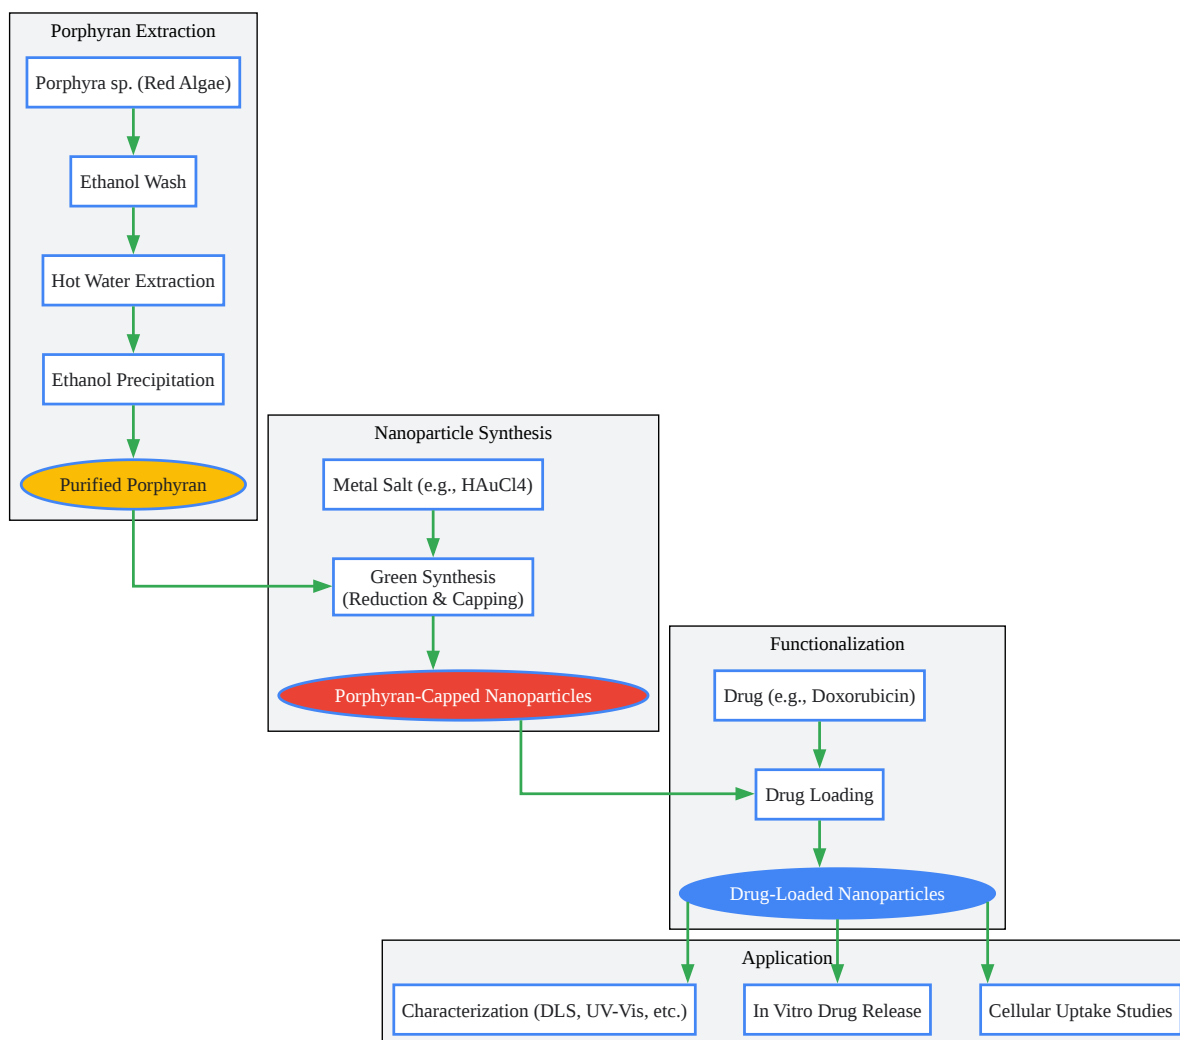 Porphyran Extraction
Porphyra sp. (Red Algae)
Ethanol Wash
Hot Water Extraction
Ethanol Precipitation
Purified Porphyran
Nanoparticle Synthesis
Metal Salt (e.g., HAuCl4)
Green Synthesis
(Reduction & Capping)
Porphyran-Capped Nanoparticles
Functionalization
Drug (e.g., Doxorubicin)
Drug Loading
Drug-Loaded Nanoparticles
Application
Characterization (DLS, UV-Vis, etc.)
In Vitro Drug Release
Cellular Uptake Studies